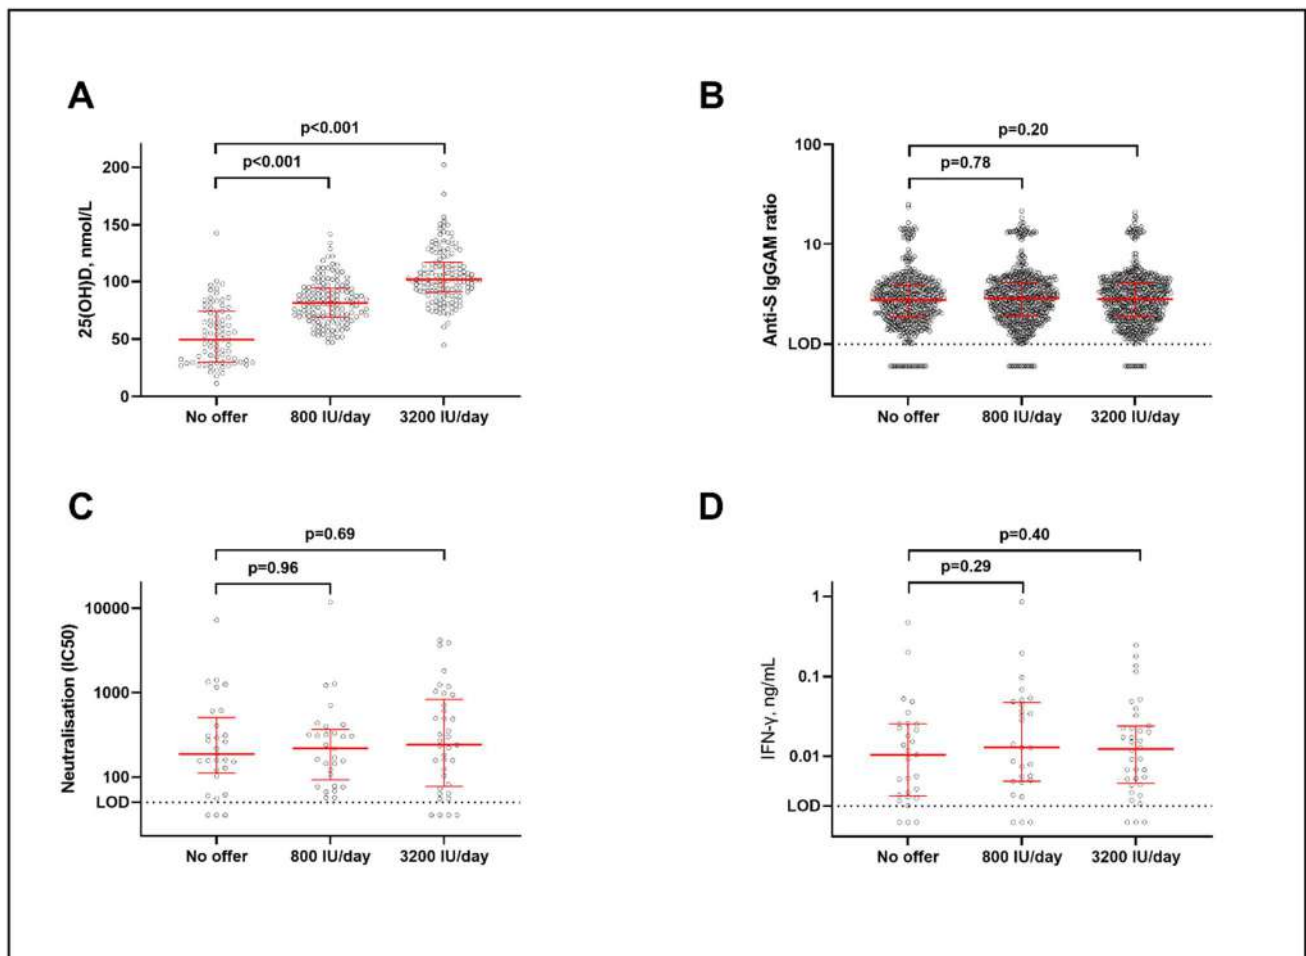 A
p<0.001
p<0.001
200
150
100
50
0
25(OH)D, nmol/L
No offer
800 IU/day
3200 IU/day
B
p=0.20
p=0.78
100
10
LOD
Anti-S IgGAM ratio
No offer
800 IU/day
3200 IU/day
C
p=0.69
p=0.96
10000
1000
100
LOD
Neutralisation (IC50)
No offer
800 IU/day
3200 IU/day
D
p=0.40
p=0.29
1
0.1
0.01
LOD
IFN-γ, ng/mL
No offer
800 IU/day
3200 IU/day